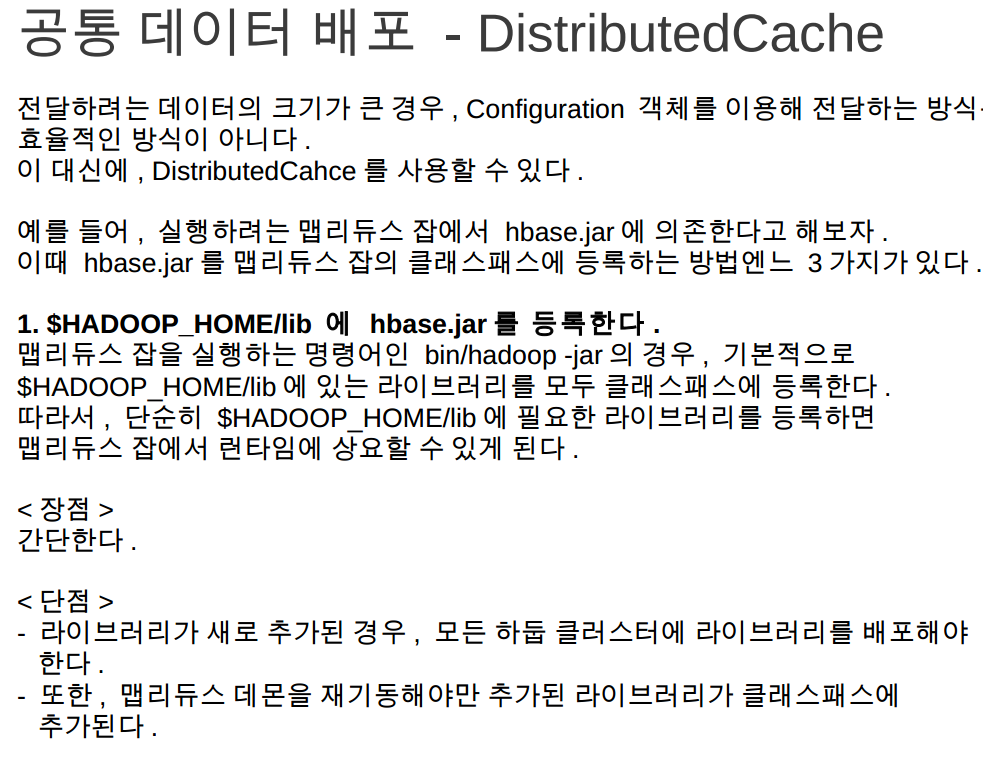 공통 데이터 배포 - DistributedCache
전달하려는 데이터의 크기가 큰 경우 , Configuration 객체를 이용해 전달하는 방식
효율적인 방식이 아니다 .
이 대신에 , DistributedCahce 를 사용할 수 있다 .
예를 들어 , 실행하려는 맵리듀스 잡에서 hbase.jar 에 의존한다고 해보자 .
이때 hbase.jar 를 맵리듀스 잡의 클래스패스에 등록하는 방법엔느 3 가지가 있다 .
1. $HADOOP_HOME/lib 에 hbase.jar 를 등록한다 .
맵리듀스 잡을 실행하는 명령어인 bin/hadoop -jar 의 경우 , 기본적으로
$HADOOP_HOME/lib 에 있는 라이브러리를 모두 클래스패스에 등록한다 .
따라서 , 단순히 $HADOOP_HOME/lib 에 필요한 라이브러리를 등록하면
맵리듀스 잡에서 런타임에 상요할 수 있게 된다 .
< 장점 >
간단한다 .
< 단점 >
- 라이브러리가 새로 추가된 경우 , 모든 하둡 클러스터에 라이브러리를 배포해야
한다 .
- 또한 , 맵리듀스 데몬을 재기동해야만 추가된 라이브러리가 클래스패스에
추가된다 .